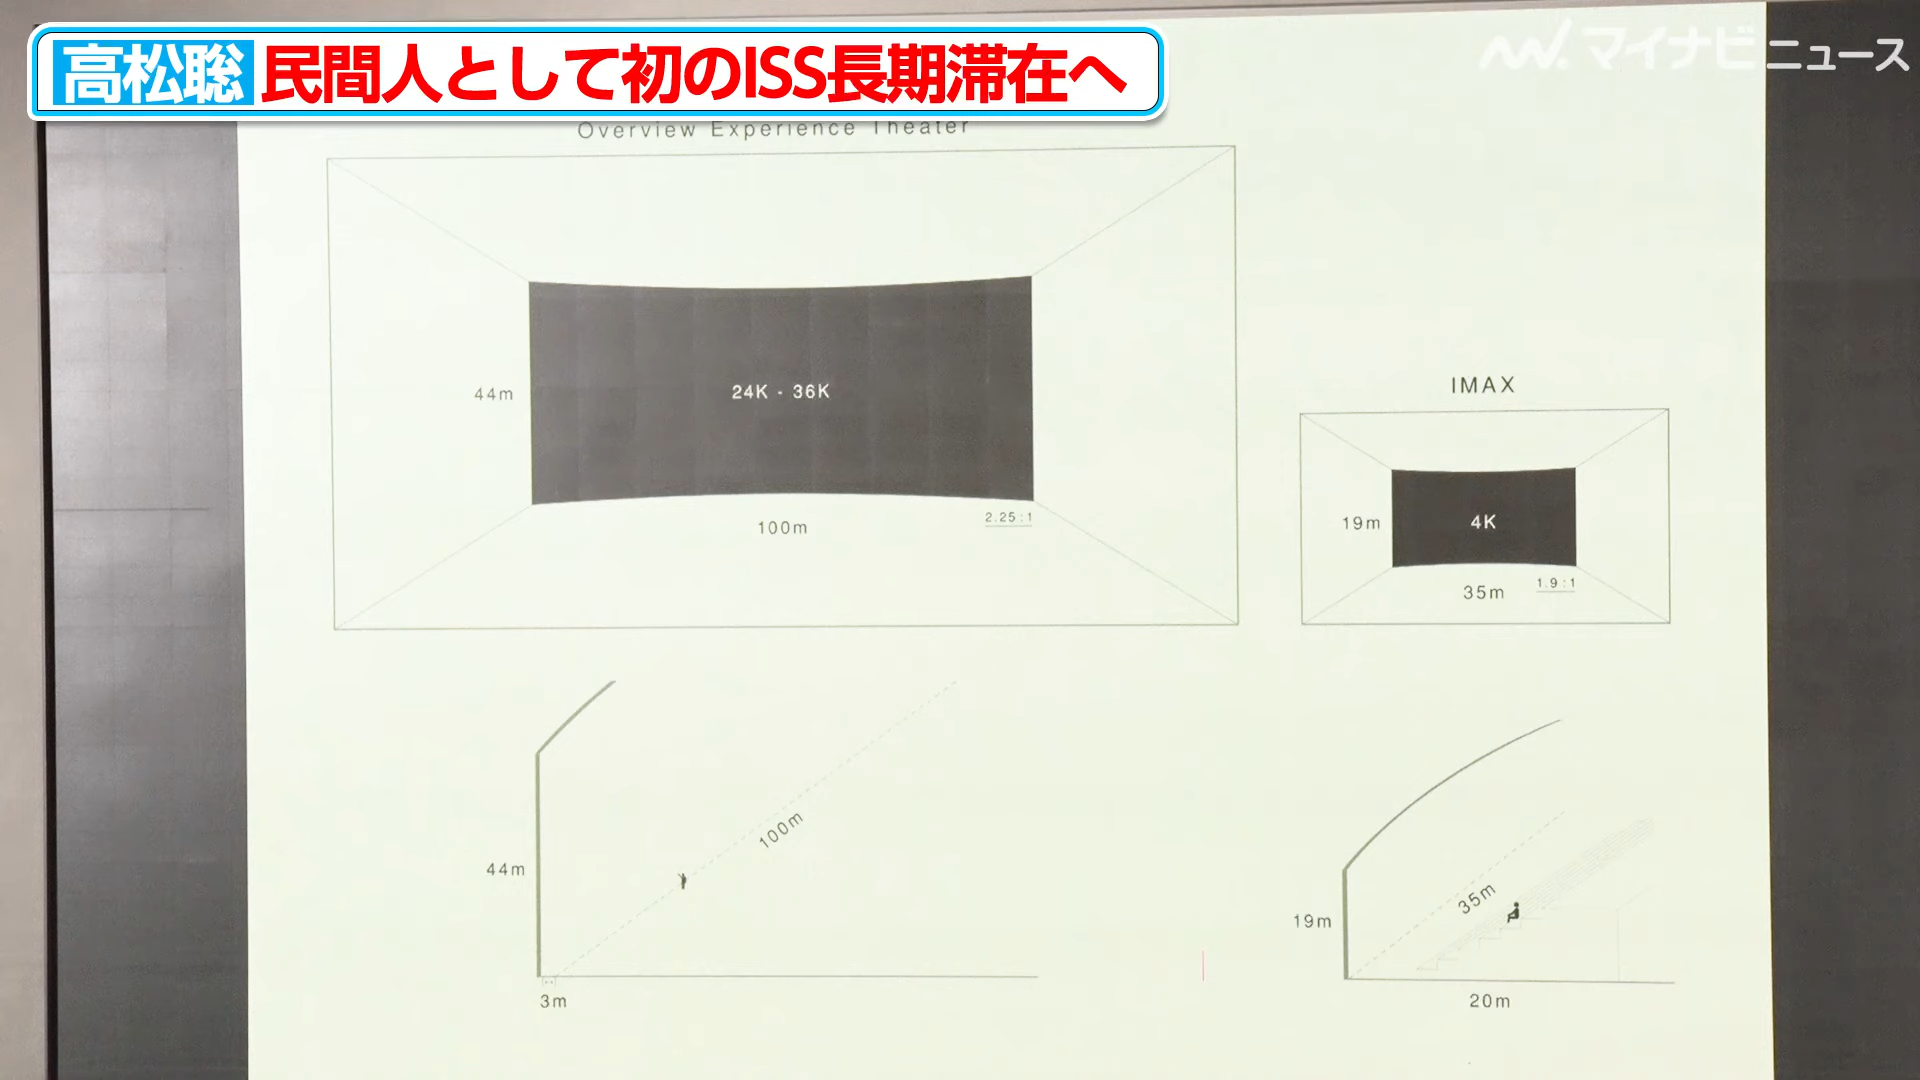 高松聡 民間人として初のISS長期滞在へ
マイナビニュース
Overview Experience Theater
44m
24K - 36K
100m
2.25:1
IMAX
19m
4K
35m
1.9:1
44m
100m
3m
19m
35m
20m